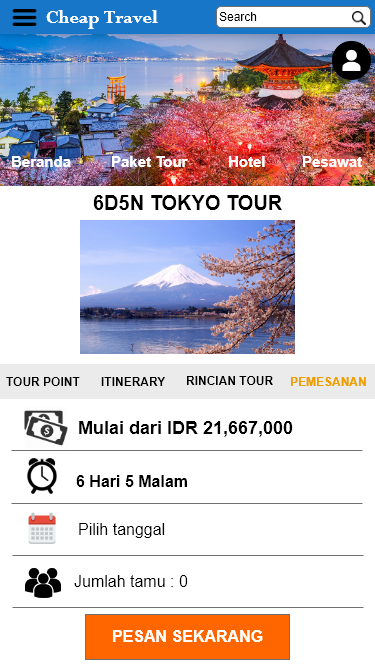 Cheap Travel
Search
Beranda Paket Tour Hotel Pesawat
6D5N TOKYO TOUR
TOUR POINT ITINERARY RINCIAN TOUR PEMESANAN
Mulai dari IDR 21,667,000
6 Hari 5 Malam
Pilih tanggal
Jumlah tamu : 0
PESAN SEKARANG